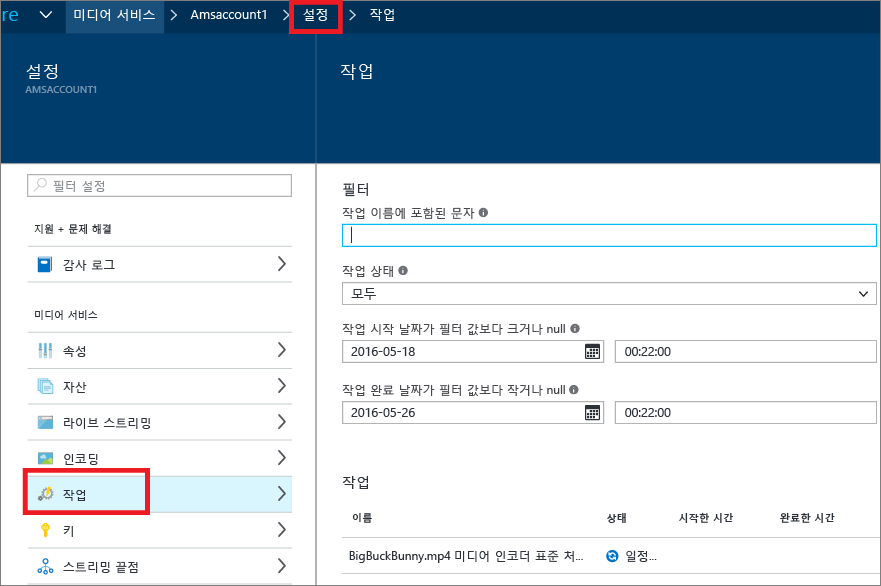 re 미디어 서비스 Amsaccount1 설정 작업
설정
AMSACCOUNT1
필터 설정
지원 + 문제 해결
감사 로그
미디어 서비스
속성
자산
라이브 스트리밍
인코딩
작업
키
스트리밍 끝점
작업
필터
작업 이름에 포함된 문자
작업 상태
모두
작업 시작 날짜가 필터 값보다 크거나 null
2016-05-18 00:22:00
작업 완료 날짜가 필터 값보다 작거나 null
2016-05-26 00:22:00
작업
이름 상태 시작한 시간 완료한 시간
BigBuckBunny.mp4 미디어 인코더 표준 처... 일정...